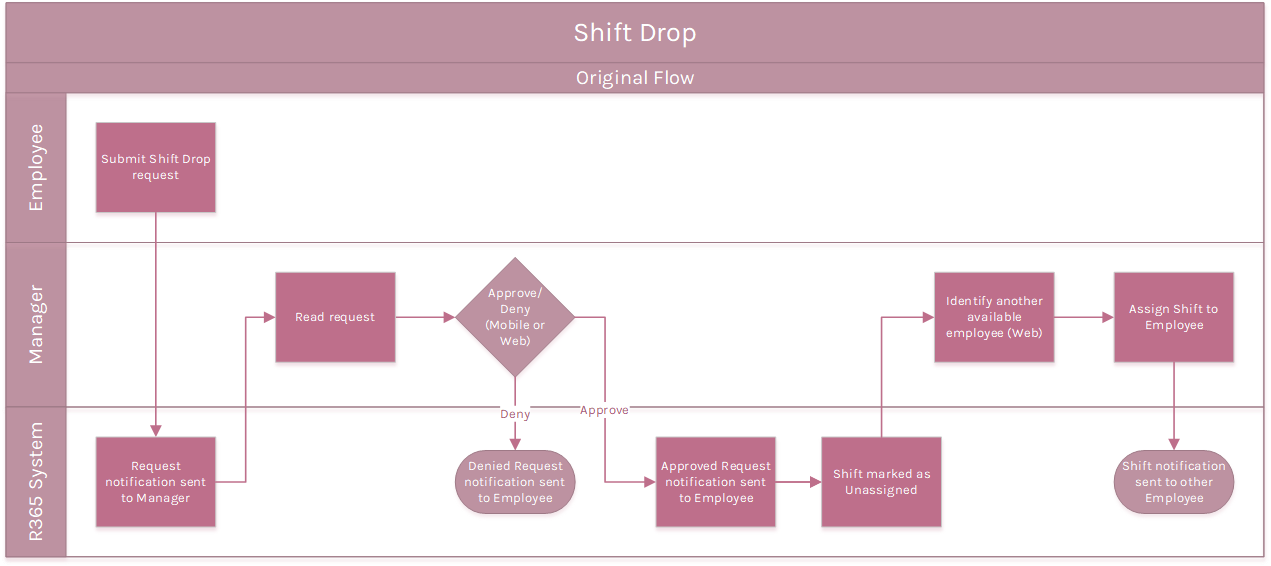 Shift Drop
Original Flow
Employee
Submit Shift Drop
request
Manager
Read request
Approve/
Deny
(Mobile or
Web)
Identify another
available
employee (Web)
Assign Shift to
Employee
Deny
Approve
R365 System
Request
notification sent
to Manager
Denied Request
notification sent
to Employee
Approved Request
notification sent
to Employee
Shift marked as
Unassigned
Shift notification
sent to other
Employee